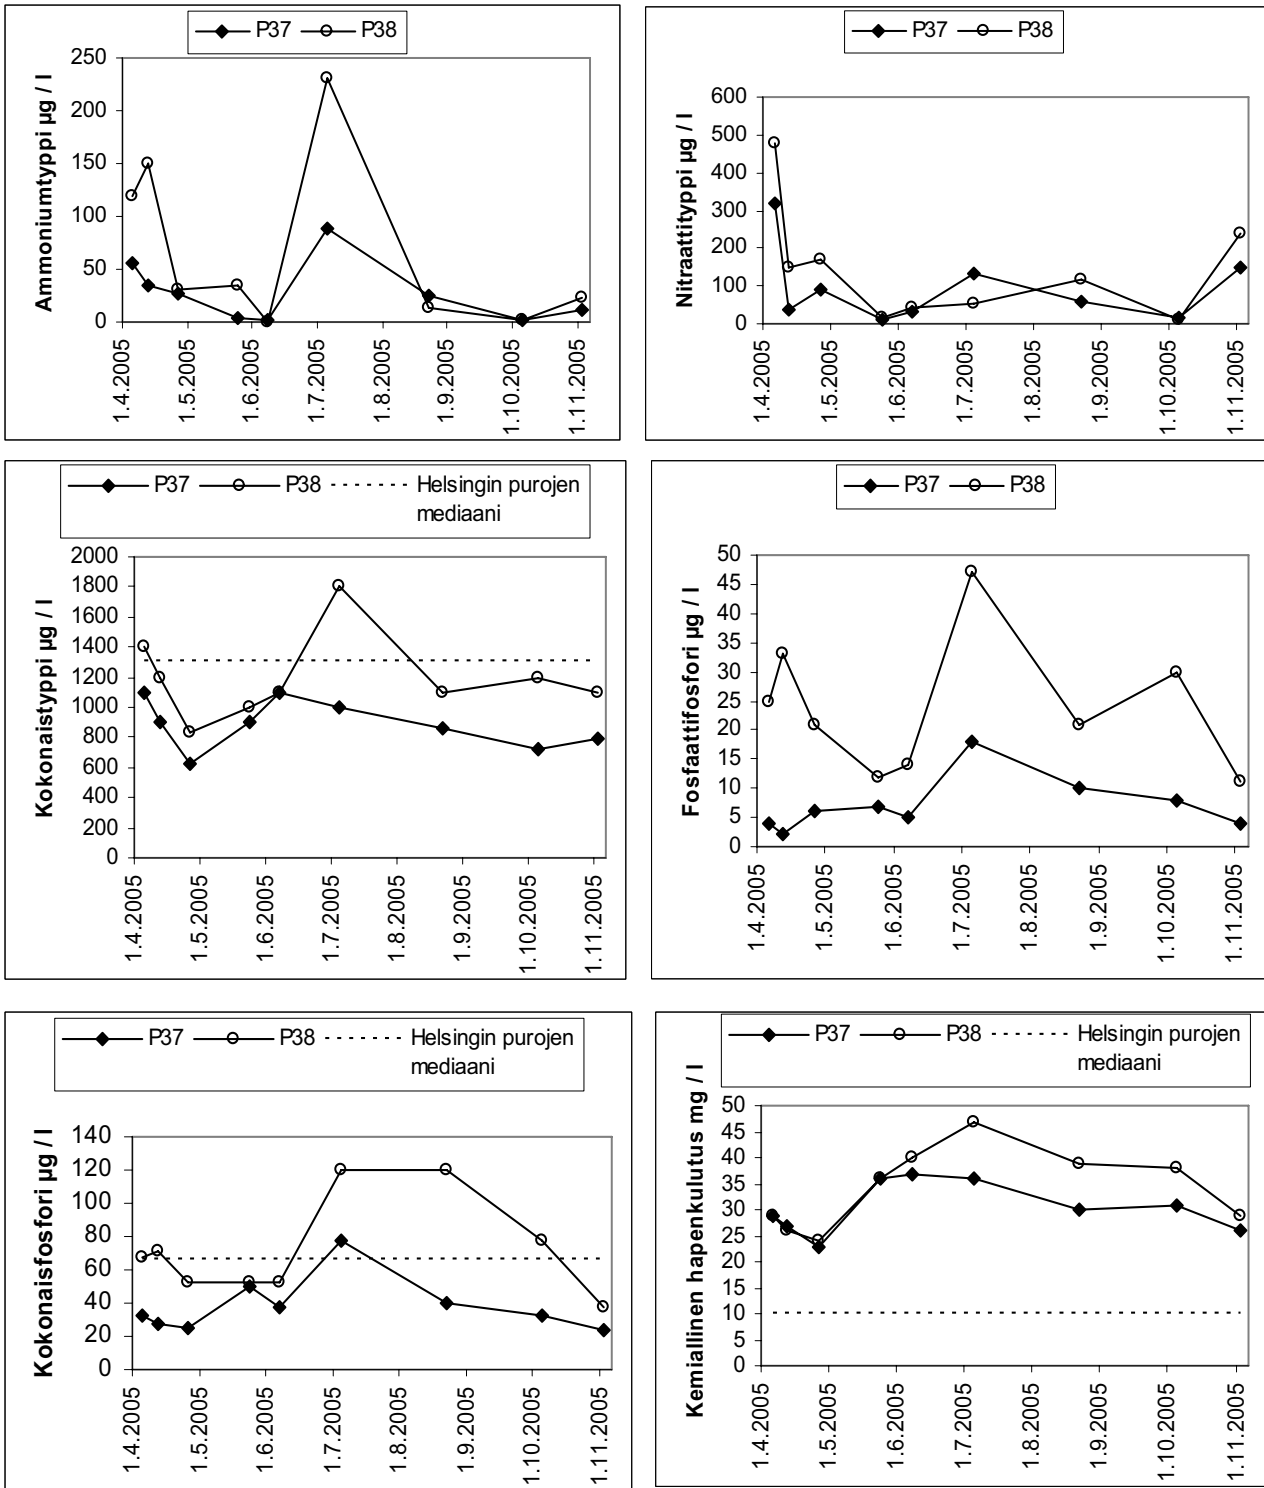 P37 P38
Ammoniumtyppi µg / l
250
200
150
100
50
0
1.4.2005 1.5.2005 1.6.2005 1.7.2005 1.8.2005 1.9.2005 1.10.2005 1.11.2005
P37 P38
Nitraattityppi µg / l
600
500
400
300
200
100
0
1.4.2005 1.5.2005 1.6.2005 1.7.2005 1.8.2005 1.9.2005 1.10.2005 1.11.2005
P37 P38 Helsingin purojen
mediaani
Kokonaistyppi µg / l
2000
1800
1600
1400
1200
1000
800
600
400
200
0
1.4.2005 1.5.2005 1.6.2005 1.7.2005 1.8.2005 1.9.2005 1.10.2005 1.11.2005
P37 P38
Fosfaattifosfori µg / l
50
45
40
35
30
25
20
15
10
5
0
1.4.2005 1.5.2005 1.6.2005 1.7.2005 1.8.2005 1.9.2005 1.10.2005 1.11.2005
P37 P38 Helsingin purojen
mediaani
Kokonaisfosfori µg / l
140
120
100
80
60
40
20
0
1.4.2005 1.5.2005 1.6.2005 1.7.2005 1.8.2005 1.9.2005 1.10.2005 1.11.2005
P37 P38 Helsingin purojen
mediaani
Kemiallinen hapenkulutus mg / l
50
45
40
35
30
25
20
15
10
5
0
1.4.2005 1.5.2005 1.6.2005 1.7.2005 1.8.2005 1.9.2005 1.10.2005 1.11.2005